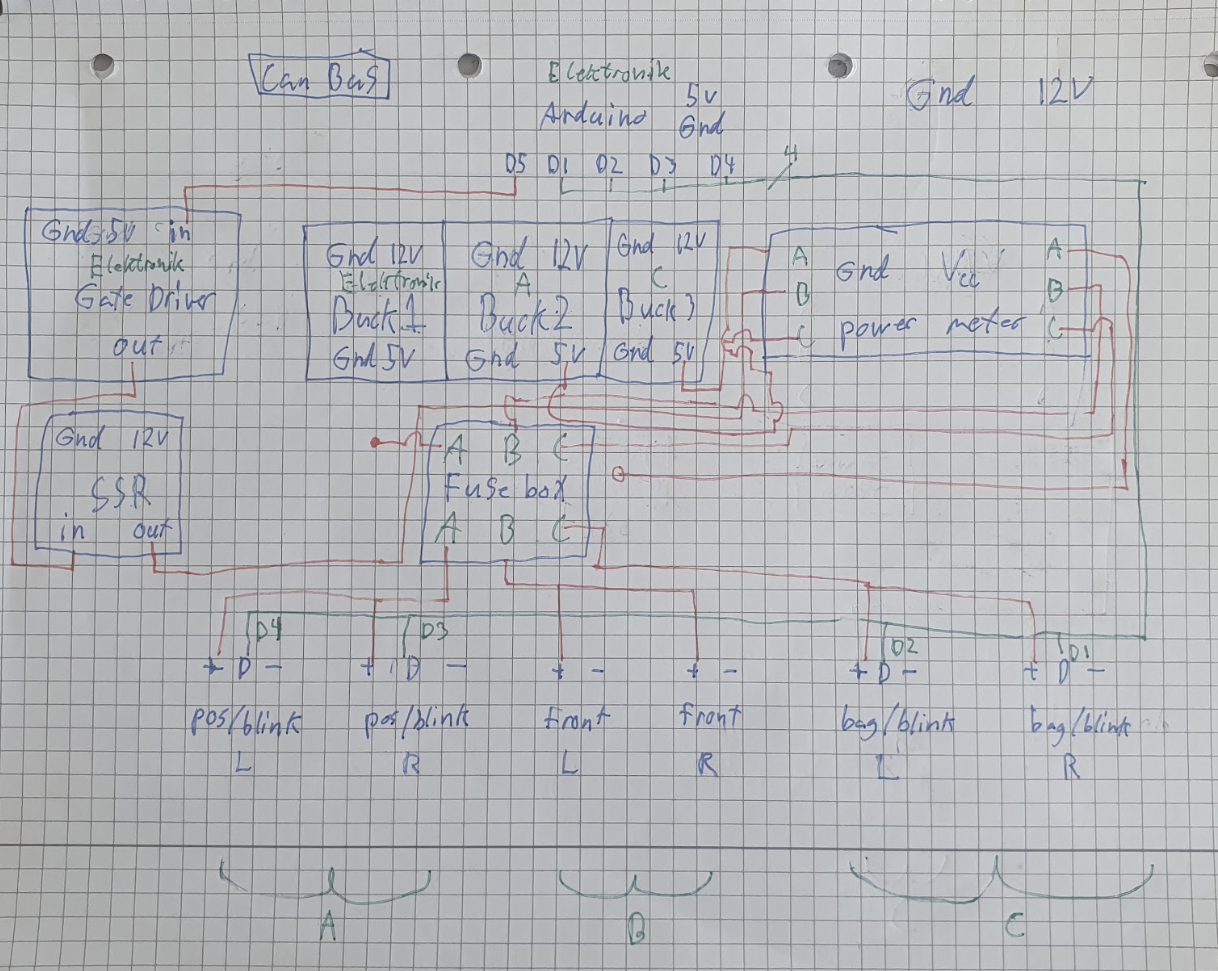 Can Bus
Elektronik
Arduino
5v
Gnd
Gnd 12V
D5 D1 D2 D3 D4
4
Gnd 5V in
Elektronik
Gate Driver
out
Gnd 12V
Elektronik
Buck 1
Gnd 5V
Gnd 12V
A
Buck 2
Gnd 5V
Gnd 12V
C
Buck 3
Gnd 5V
A A
Gnd Vcc
B B
C power meter C
Gnd 12V
SSR
in out
A B C
Fuse box
A B C
D4 D3 D2 D1
+ D - + D - + - + - + D - + D -
pos/blink pos/blink front front bag/blink bag/blink
L R L R L R
A B C